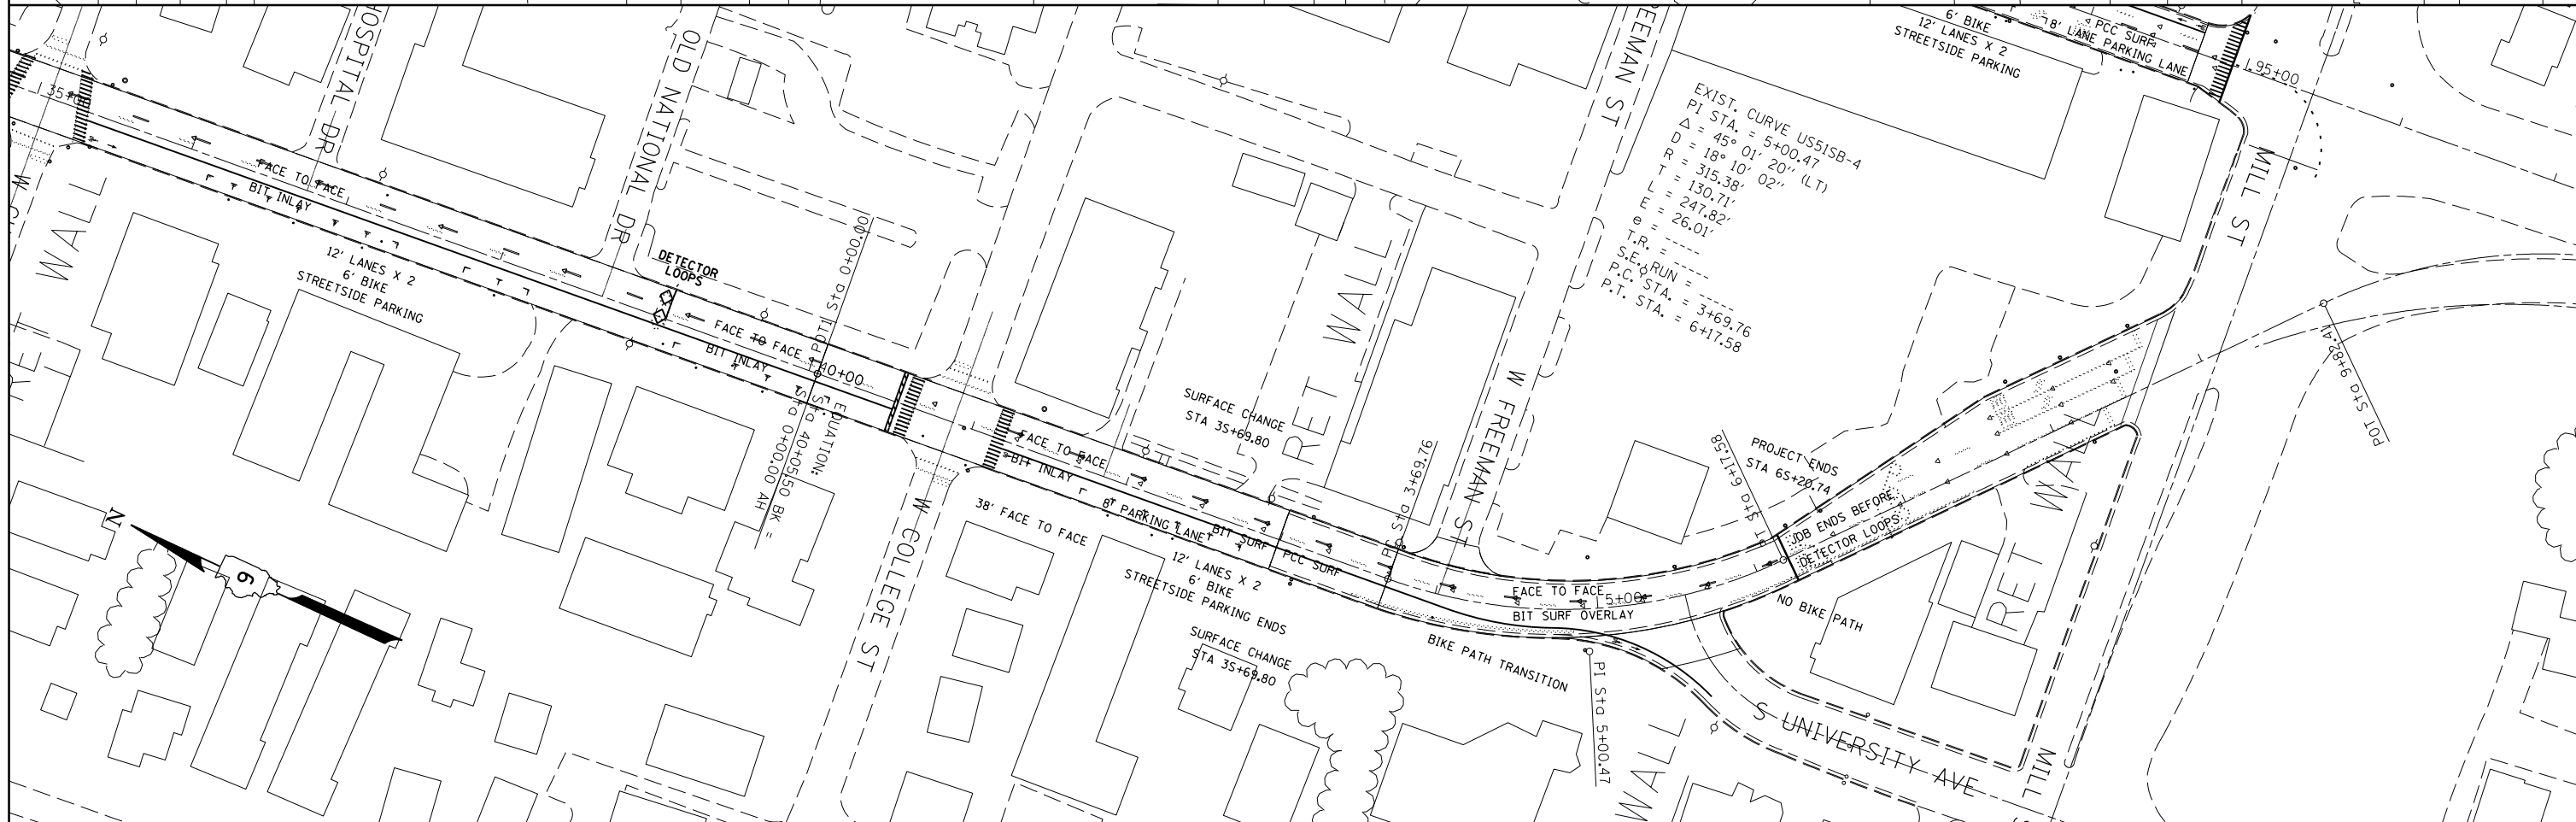 HOSPITAL DR
OLD NATIONAL DR
35+00
FACE TO FACE
BIT INLAY
12' LANES X 2
6' BIKE
STREETSIDE PARKING
WALL
DETECTOR
LOOPS
POT Sta 0+00.00
FACE TO FACE
BIT INLAY
40+00
EQUATION:
Sta 40+05.50 BK =
Sta 0+00.00 AH
N
6
W COLLEGE ST
FACE TO FACE
BIT INLAY
8' PARKING LANE
38' FACE TO FACE
SURFACE CHANGE
STA 3S+69.80
RET WALL
BIT SURF
PCC SURF
12' LANES X 2
6' BIKE
STREETSIDE PARKING ENDS
SURFACE CHANGE
STA 3S+69.80
PC Sta 3+69.76
W FREEMAN ST
EEMAN ST
EXIST. CURVE US51SB-4
PI STA. = 5+00.47
Δ = 45° 01' 20" (LT)
D = 18° 10' 02"
R = 315.38'
T = 130.71'
L = 247.82'
E = 26.01'
e = -----
T.R. = -----
S.E. RUN = -----
P.C. STA. = 3+69.76
P.T. STA. = 6+17.58
FACE TO FACE
5+00
BIT SURF OVERLAY
BIKE PATH TRANSITION
PI Sta 5+00.47
PT Sta 6+17.58
PROJECT ENDS
STA 6S+20.74
JOB ENDS BEFORE
DETECTOR LOOPS
NO BIKE PATH
RET WALL
WALL
S UNIVERSITY AVE
MILL
MILL ST
POT Sta 9+82.42
6' BIKE
12' LANES X 2
STREETSIDE PARKING
PCC SURF
8' LANE PARKING LANE
95+00